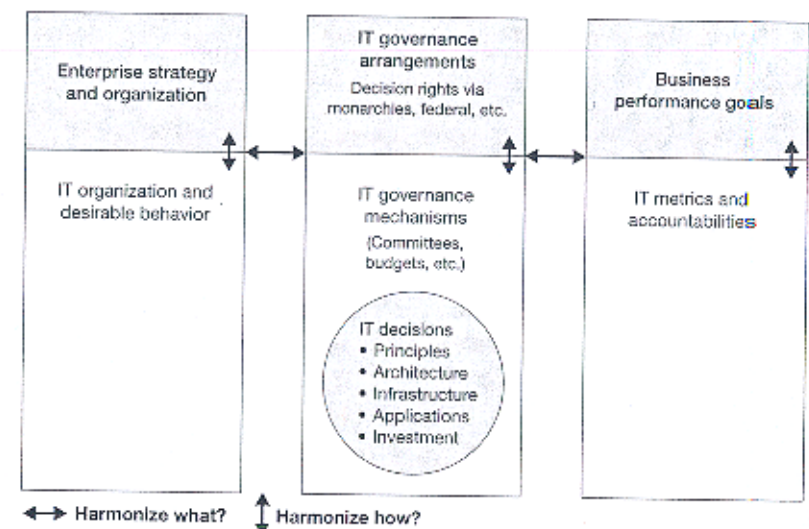 Enterprise strategy
and organization
IT organization and
desirable behavior
IT governance
arrangements
Decision rights via
monarchies, federal, etc.
IT governance
mechanisms
(Committees,
budgets, etc.)
IT decisions
• Principles
• Architecture
• Infrastructure
• Applications
• Investment
Business
performance goals
IT metrics and
accountabilities
Harmonize what?
Harmonize how?